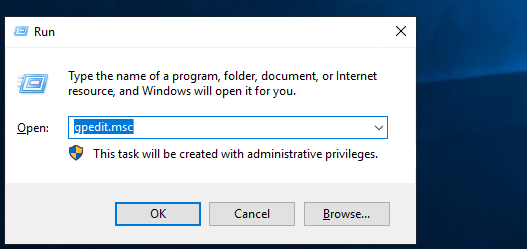 Run
Type the name of a program, folder, document, or Internet
resource, and Windows will open it for you.
Open: gpedit.msc
This task will be created with administrative privileges.
OK Cancel Browse...